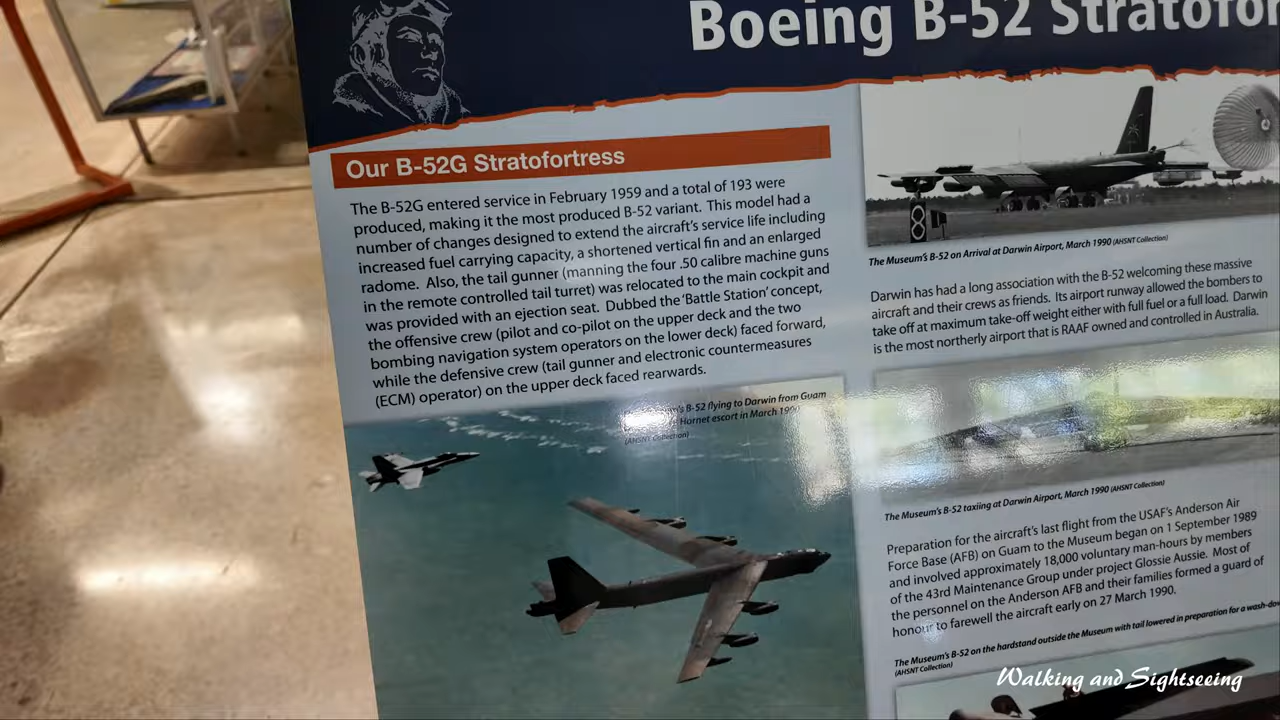 Boeing B-52 Stratofor
Our B-52G Stratofortress
The B-52G entered service in February 1959 and a total of 193 were
produced, making it the most produced B-52 variant. This model had a
number of changes designed to extend the aircraft's service life including
increased fuel carrying capacity, a shortened vertical fin and an enlarged
radome. Also, the tail gunner (manning the four .50 calibre machine guns
in the remote controlled tail turret) was relocated to the main cockpit and
was provided with an ejection seat. Dubbed the 'Battle Station' concept,
the offensive crew (pilot and co-pilot on the upper deck and the two
bombing navigation system operators on the lower deck) faced forward,
while the defensive crew (tail gunner and electronic countermeasures
(ECM) operator) on the upper deck faced rearwards.
B-52 flying to Darwin from Guam
Hornet escort in March 1990
(AHSNT Collection)
The Museum's B-52 on Arrival at Darwin Airport, March 1990 (AHSNT Collection)
Darwin has had a long association with the B-52 welcoming these massive
aircraft and their crews as friends. Its airport runway allowed the bombers to
take off at maximum take-off weight either with full fuel or a full load. Darwin
is the most northerly airport that is RAAF owned and controlled in Australia.
The Museum's B-52 taxiing at Darwin Airport, March 1990 (AHSNT Collection)
Preparation for the aircraft's last flight from the USAF's Anderson Air
Force Base (AFB) on Guam to the Museum began on 1 September 1989
and involved approximately 18,000 voluntary man-hours by members
of the 43rd Maintenance Group under project Glossie Aussie. Most of
the personnel on the Anderson AFB and their families formed a guard of
honour to farewell the aircraft early on 27 March 1990.
The Museum's B-52 on the hardstand outside the Museum with tail lowered in preparation for a wash-do
(AHSNT Collection)
Walking and Sightseeing